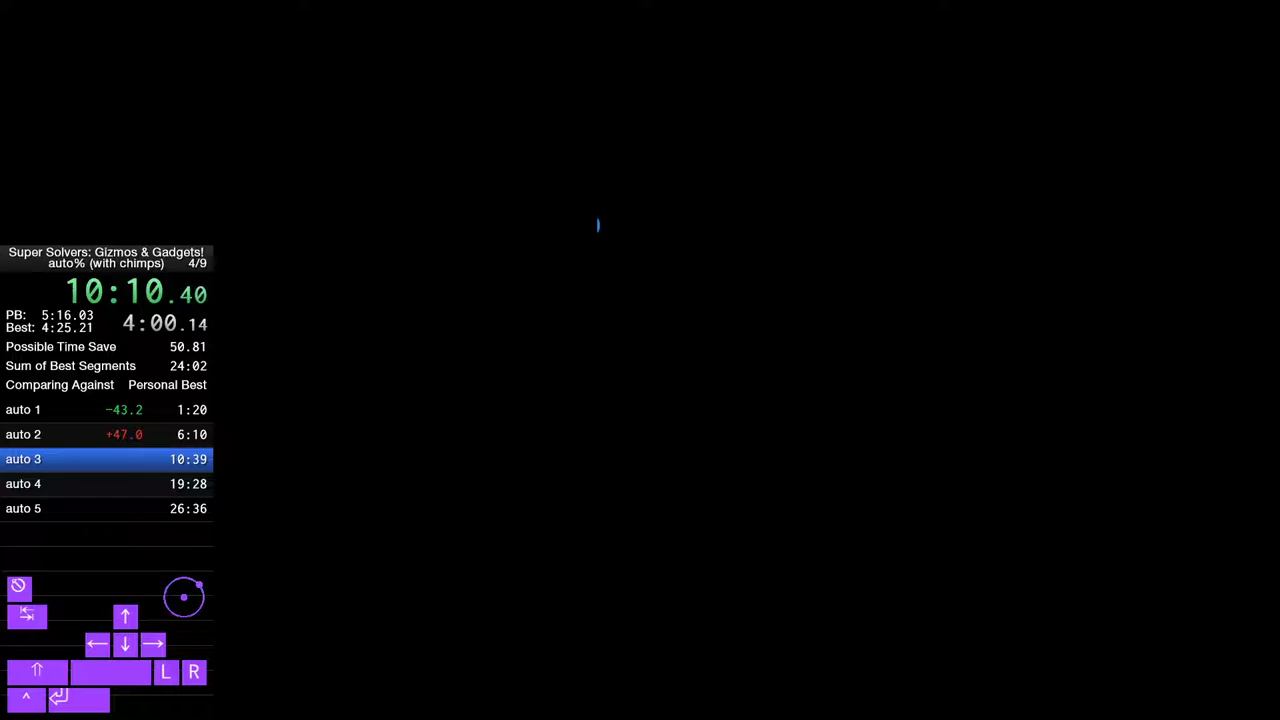 Super Solvers: Gizmos & Gadgets!
auto% (with chimps) 4/9
10:10.40
PB: 5:16.03
Best: 4:25.21
4:00.14
Possible Time Save 50.81
Sum of Best Segments 24:02
Comparing Against Personal Best
auto 1 -43.2 1:20
auto 2 +47.0 6:10
auto 3 10:39
auto 4 19:28
auto 5 26:36
L R